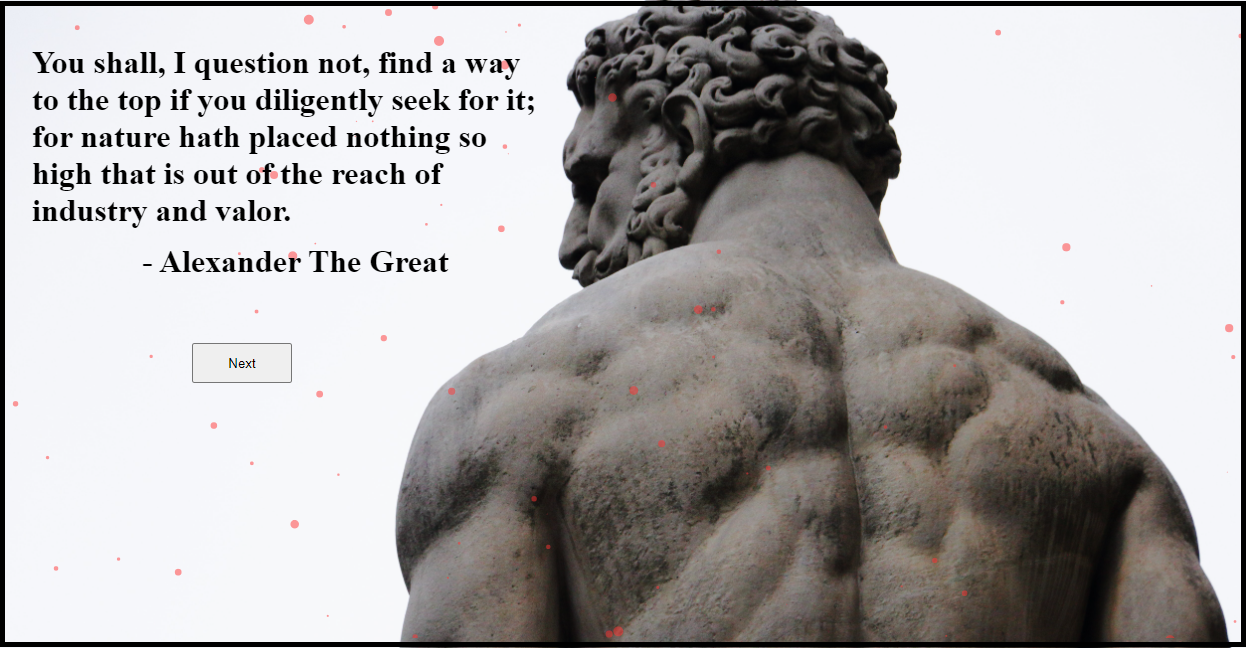 You shall, I question not, find a way
to the top if you diligently seek for it;
for nature hath placed nothing so
high that is out of the reach of
industry and valor.
- Alexander The Great
Next